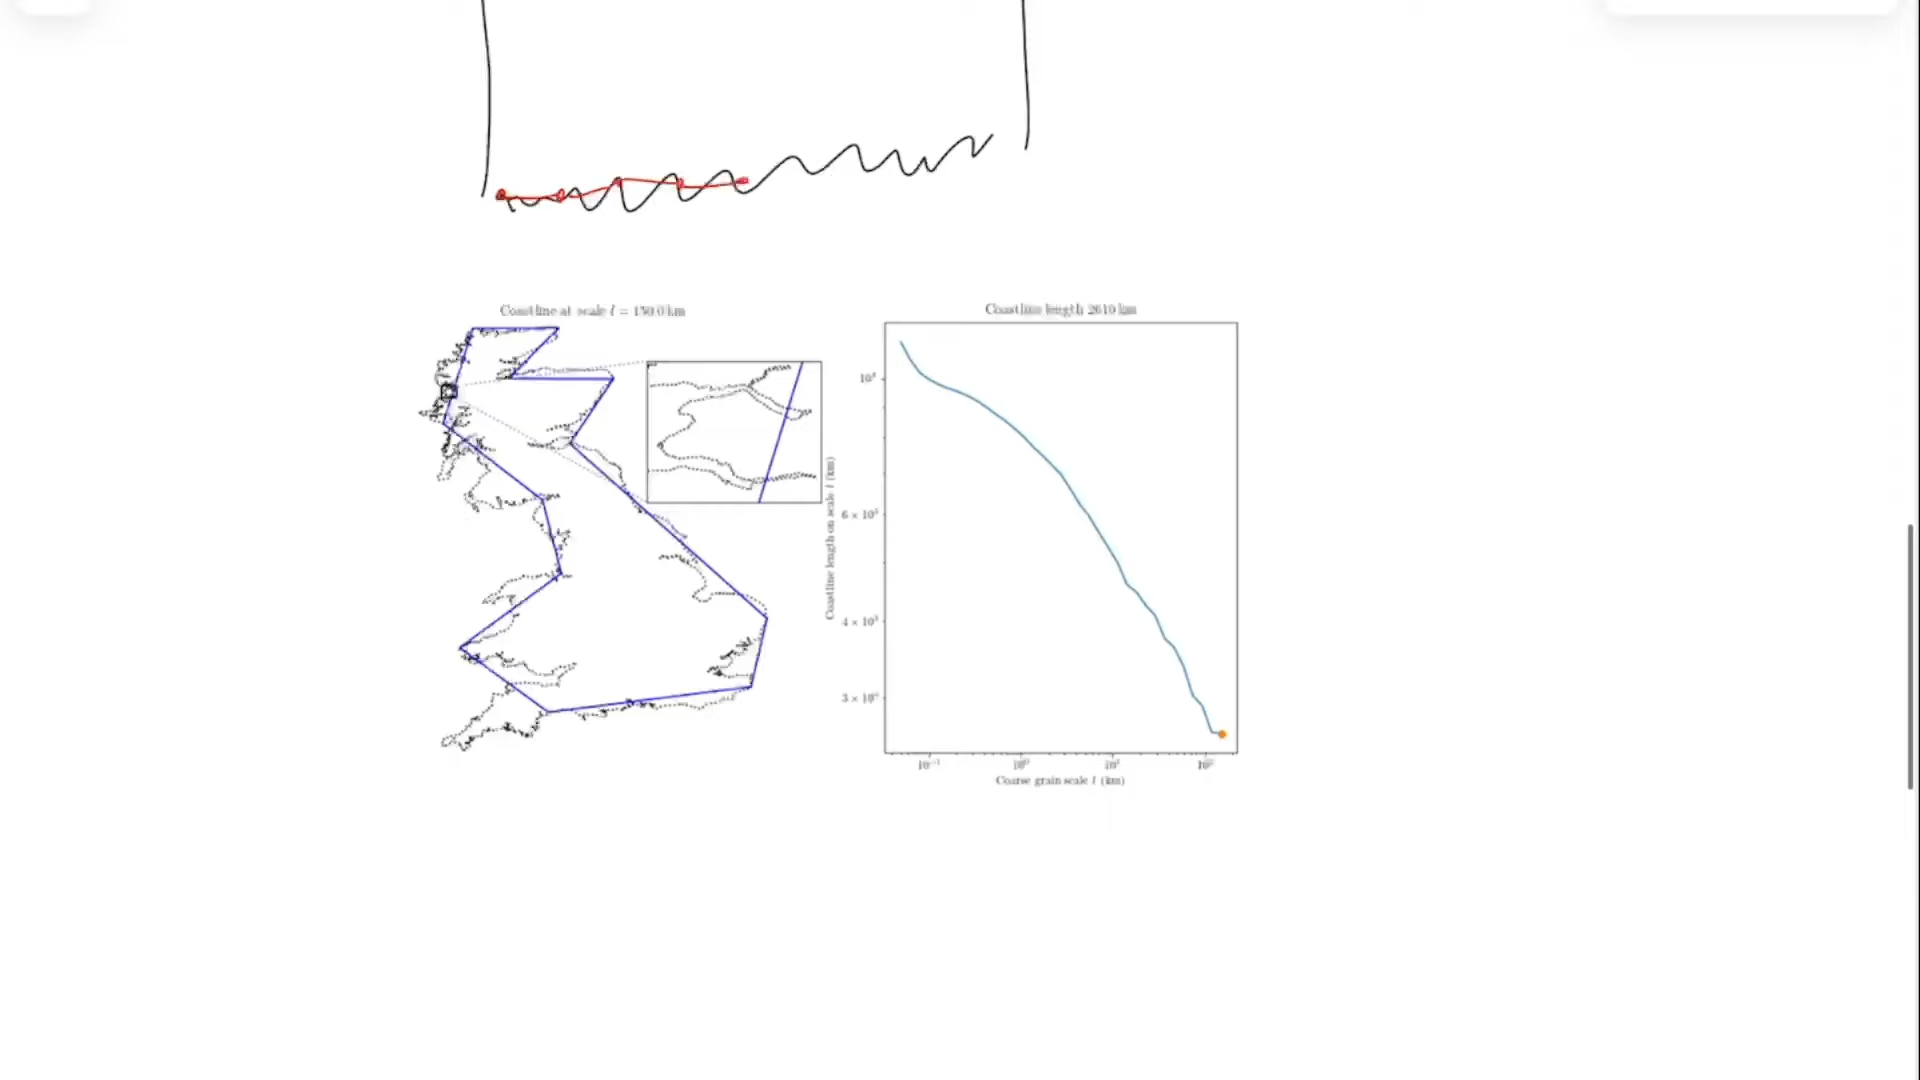 Coastline at scale l = 150.0 km
Coastline length 2610 km
Coastline length on scale l (km)
10⁴
6 × 10³
4 × 10³
3 × 10³
10⁻¹
10⁰
10¹
10²
Coarse grain scale l (km)